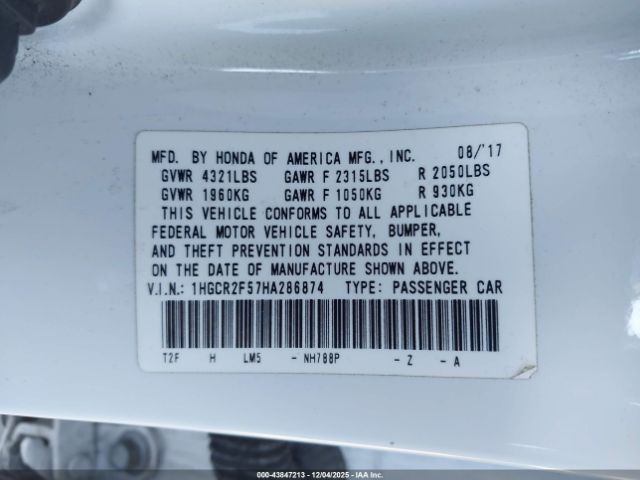 MFD. BY HONDA OF AMERICA MFG., INC. 08/'17
GVWR 4321LBS GAWR F 2315LBS R 2050LBS
GVWR 1960KG GAWR F 1050KG R 930KG
THIS VEHICLE CONFORMS TO ALL APPLICABLE
FEDERAL MOTOR VEHICLE SAFETY, BUMPER,
AND THEFT PREVENTION STANDARDS IN EFFECT
ON THE DATE OF MANUFACTURE SHOWN ABOVE.
V.I.N.: 1HGCR2F57HA286874 TYPE: PASSENGER CAR
T2F H LM5 - NH788P - Z - A
000-43847213 - 12/04/2025 - IAA Inc.